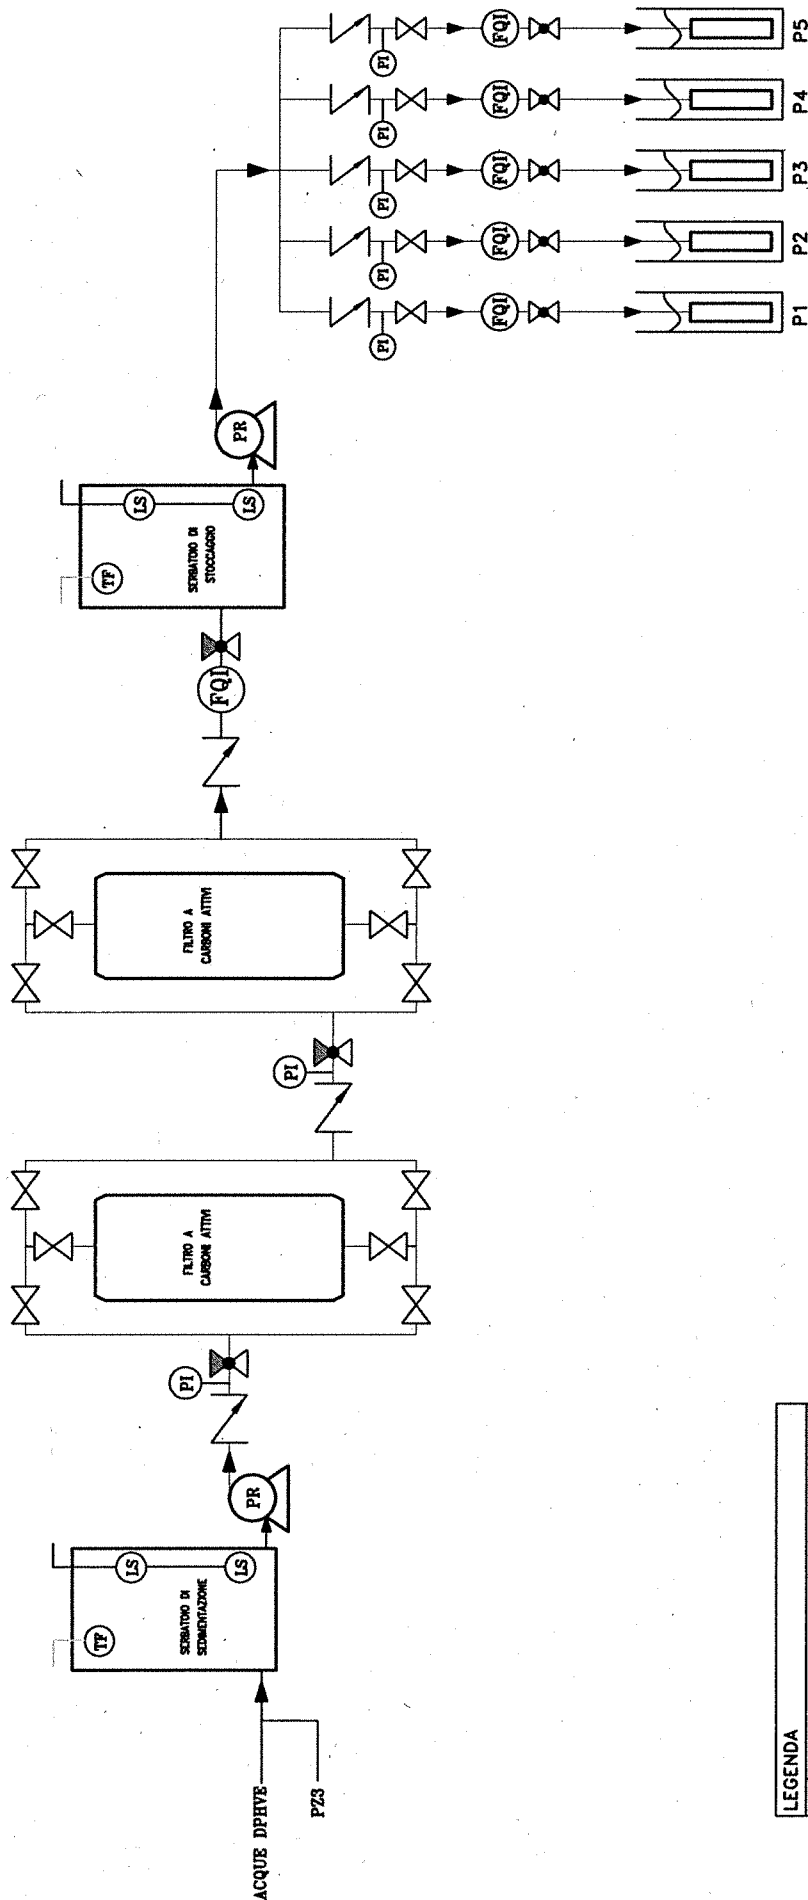 ACQUE DPHVE
PZ3
TF
LS
LS
SERBATOIO DI
SEDIMENTAZIONE
PR
PI
FILTRO A
CARBONI ATTIVI
PI
FILTRO A
CARBONI ATTIVI
FQI
TF
LS
LS
SERBATOIO DI
STOCCAGGIO
PR
PI
FQI
P5
PI
FQI
P4
PI
FQI
P3
PI
FQI
P2
PI
FQI
P1
LEGENDA